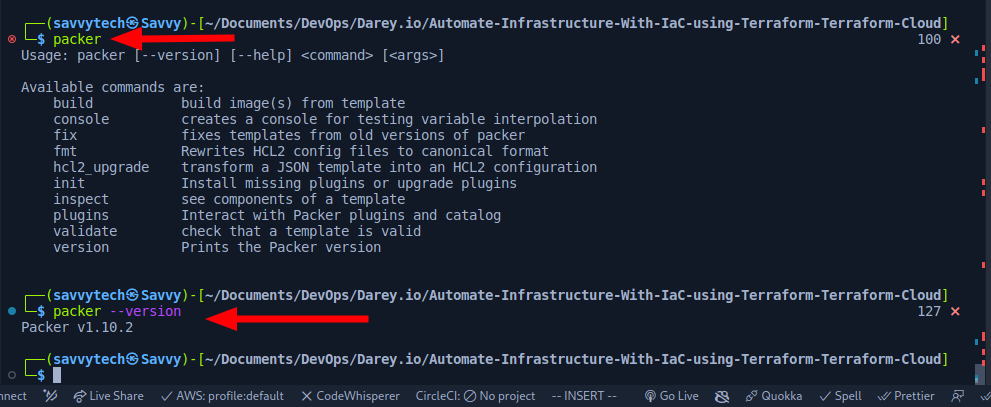 ┌──(savvytech㉿Savvy)-[~/Documents/DevOps/Darey.io/Automate-Infrastructure-With-IaC-using-Terraform-Terraform-Cloud]
└─$ packer 100 ⨯
Usage: packer [--version] [--help] <command> [<args>]
Available commands are:
build build image(s) from template
console creates a console for testing variable interpolation
fix fixes templates from old versions of packer
fmt Rewrites HCL2 config files to canonical format
hcl2_upgrade transform a JSON template into an HCL2 configuration
init Install missing plugins or upgrade plugins
inspect see components of a template
plugins Interact with Packer plugins and catalog
validate check that a template is valid
version Prints the Packer version
┌──(savvytech㉿Savvy)-[~/Documents/DevOps/Darey.io/Automate-Infrastructure-With-IaC-using-Terraform-Terraform-Cloud]
└─$ packer --version 127 ⨯
Packer v1.10.2
┌──(savvytech㉿Savvy)-[~/Documents/DevOps/Darey.io/Automate-Infrastructure-With-IaC-using-Terraform-Terraform-Cloud]
└─$
nnect Live Share AWS: profile:default CodeWhisperer CircleCI: No project -- INSERT -- Go Live Quokka Spell Prettier